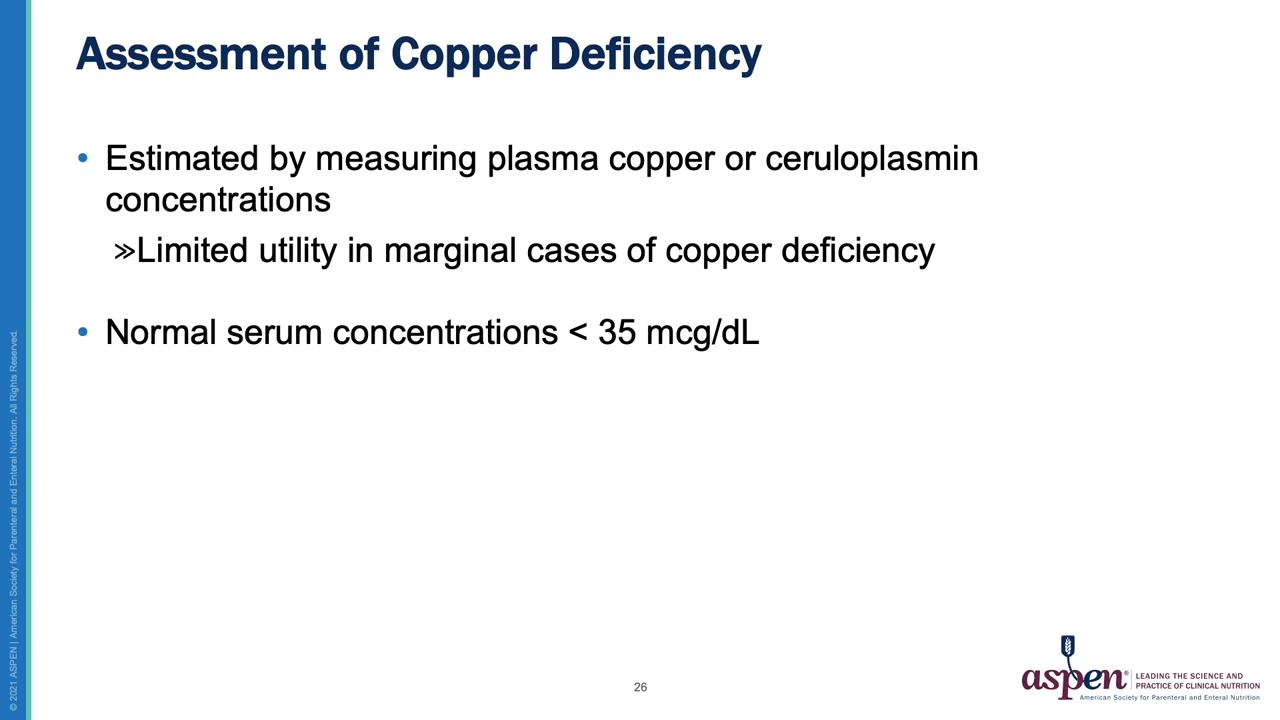 Assessment of Copper Deficiency
• Estimated by measuring plasma copper or ceruloplasmin
concentrations
»Limited utility in marginal cases of copper deficiency
• Normal serum concentrations < 35 mcg/dL
© 2021 ASPEN | American Society for Parenteral and Enteral Nutrition. All Rights Reserved.
26
aspen®
LEADING THE SCIENCE AND
PRACTICE OF CLINICAL NUTRITION
American Society for Parenteral and Enteral Nutrition